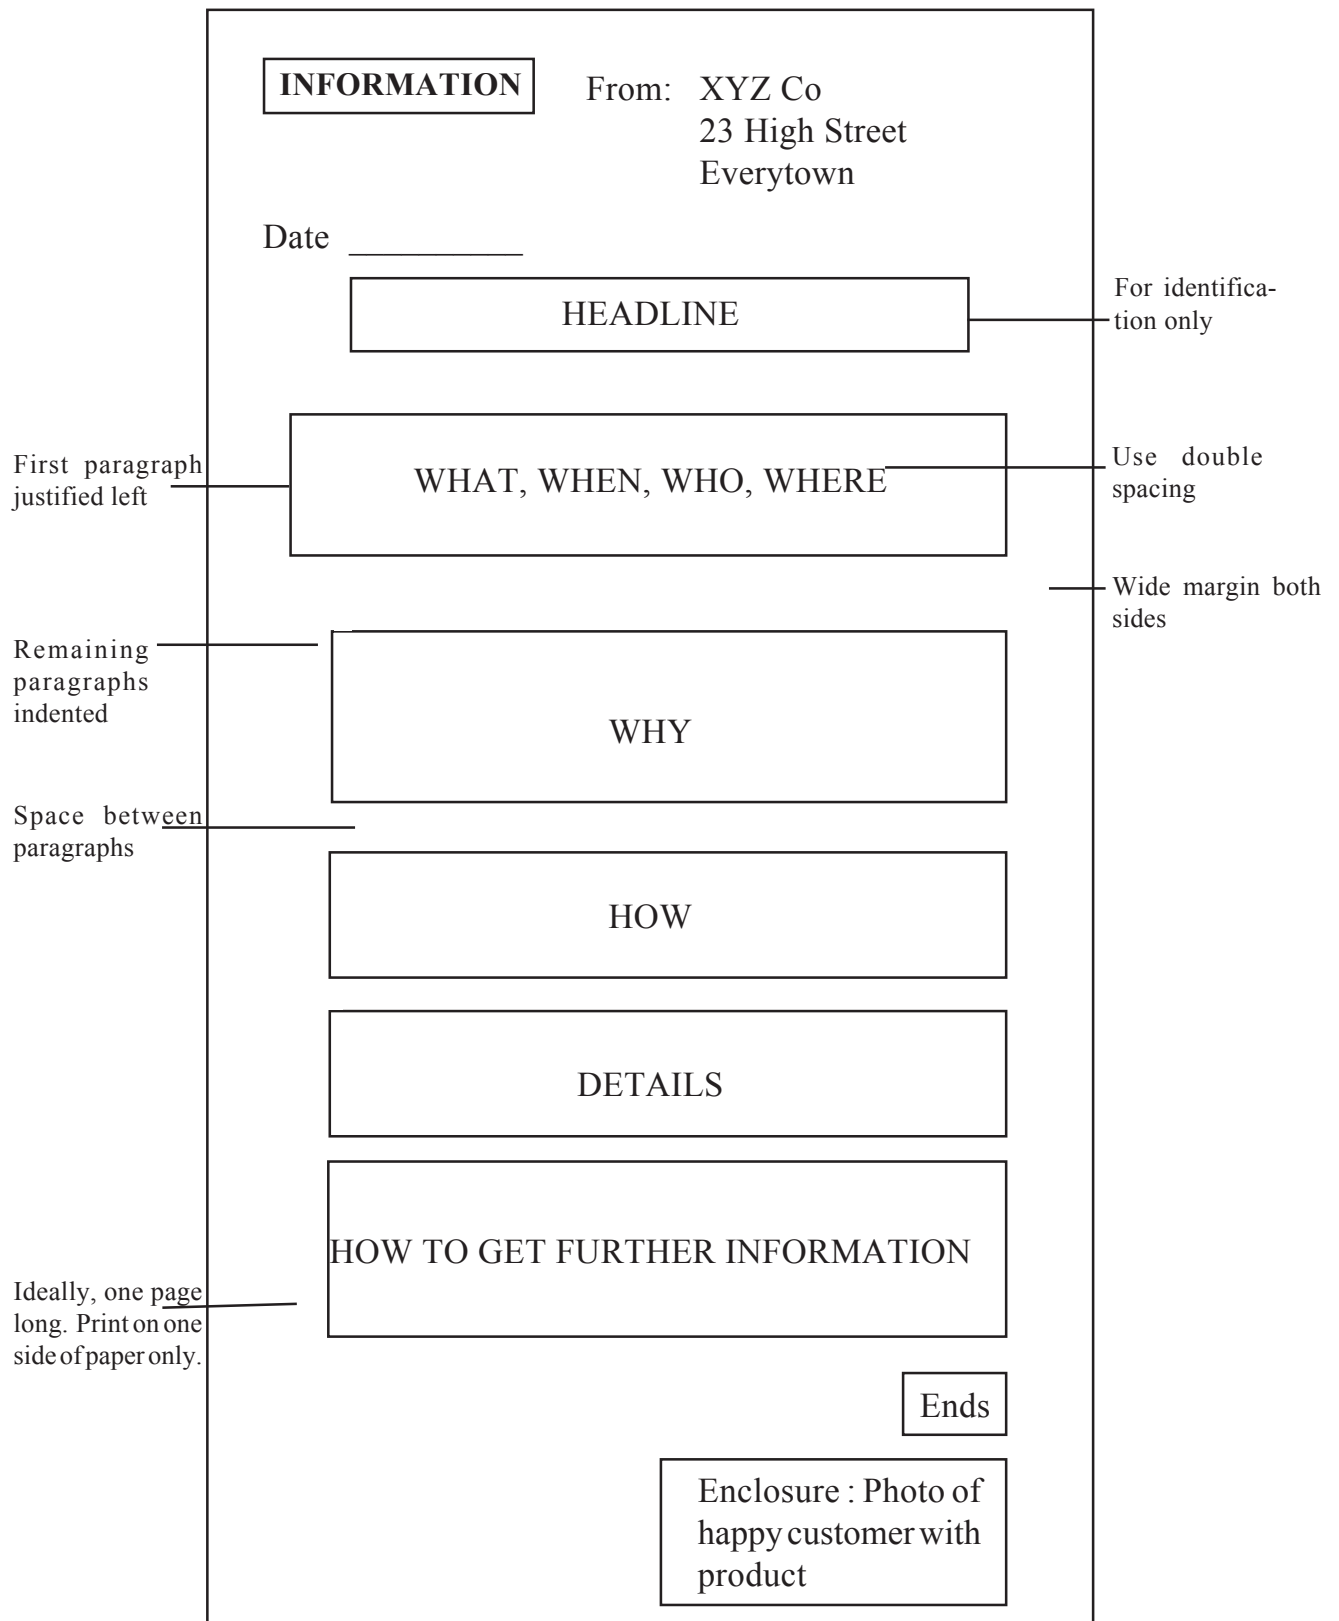 INFORMATION
From: XYZ Co
23 High Street
Everytown
Date __________
HEADLINE
For identifica-
tion only
First paragraph
justified left
WHAT, WHEN, WHO, WHERE
Use double
spacing
Wide margin both
sides
Remaining
paragraphs
indented
WHY
Space between
paragraphs
HOW
DETAILS
HOW TO GET FURTHER INFORMATION
Ideally, one page
long. Print on one
side of paper only.
Ends
Enclosure : Photo of
happy customer with
product